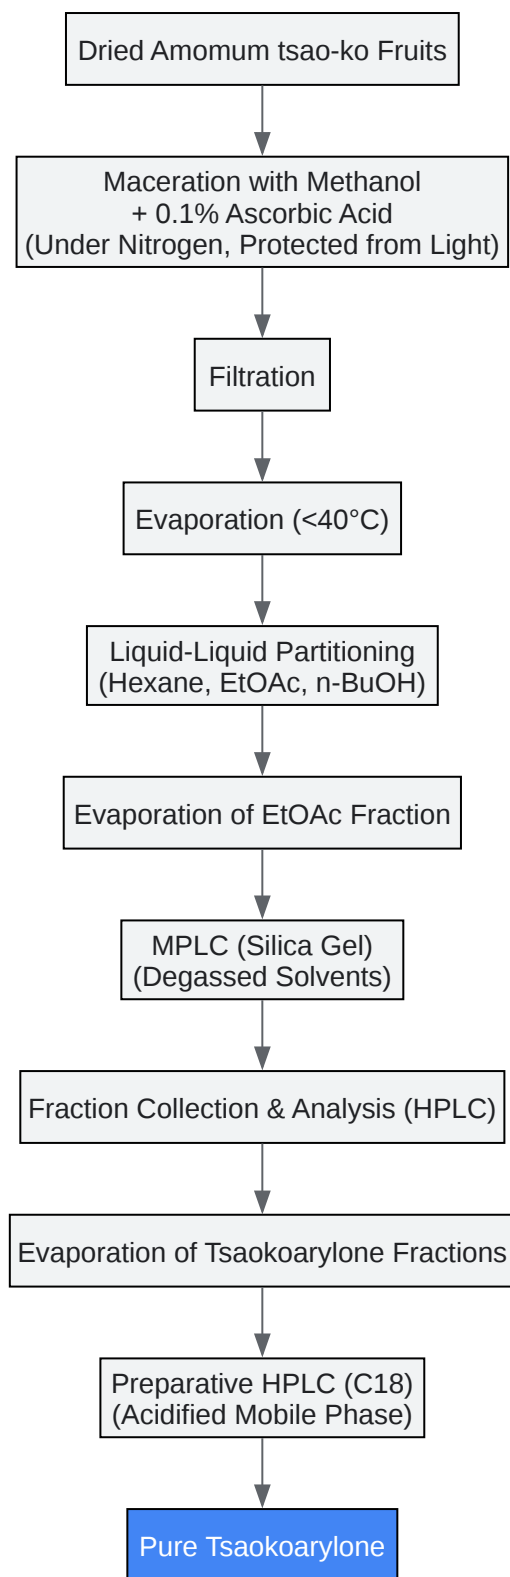 Dried Amomum tsao-ko Fruits
Maceration with Methanol
+ 0.1% Ascorbic Acid
(Under Nitrogen, Protected from Light)
Filtration
Evaporation (<40°C)
Liquid-Liquid Partitioning
(Hexane, EtOAc, n-BuOH)
Evaporation of EtOAc Fraction
MPLC (Silica Gel)
(Degassed Solvents)
Fraction Collection & Analysis (HPLC)
Evaporation of Tsaokoarylone Fractions
Preparative HPLC (C18)
(Acidified Mobile Phase)
Pure Tsaokoarylone